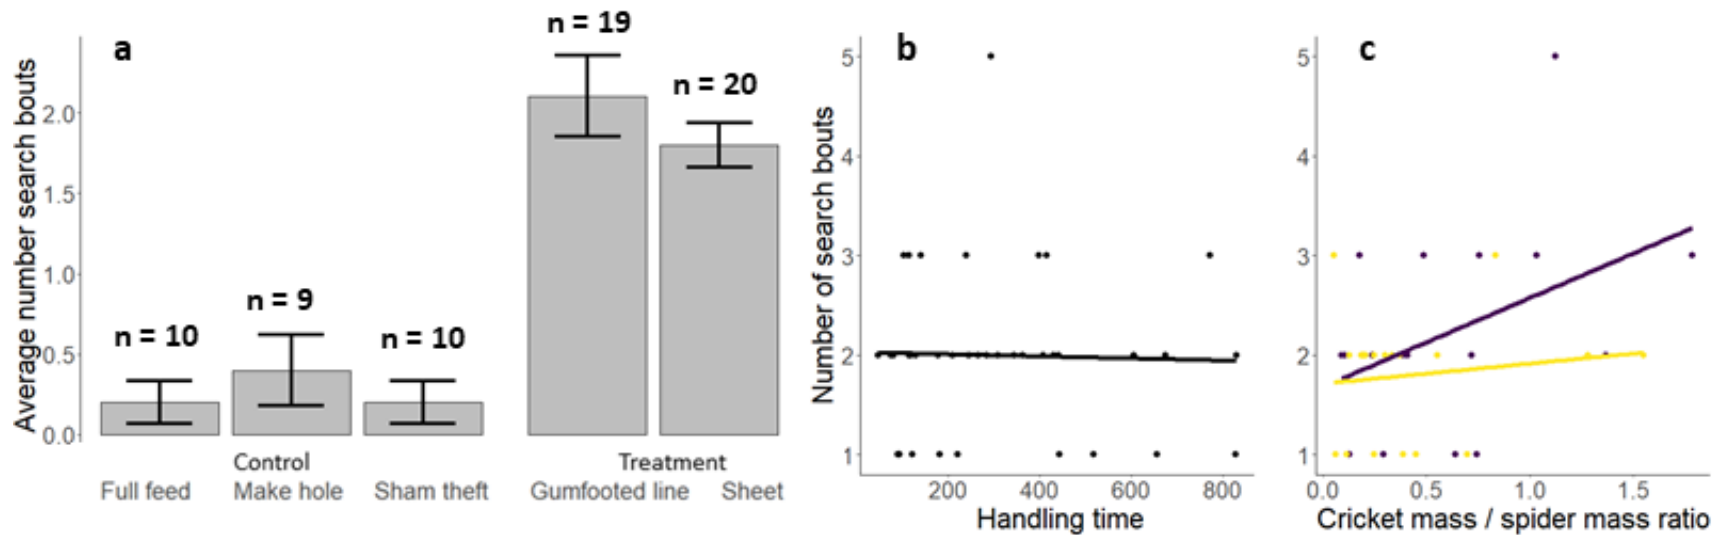 a
n = 19
n = 20
n = 9
n = 10
n = 10
Average number search bouts
2.0
1.5
1.0
0.5
0.0
Control
Treatment
Full feed
Make hole
Sham theft
Gumfooted line
Sheet
b
Number of search bouts
5
4
3
2
1
200
400
600
800
Handling time
c
5
4
3
2
1
0.0
0.5
1.0
1.5
Cricket mass / spider mass ratio